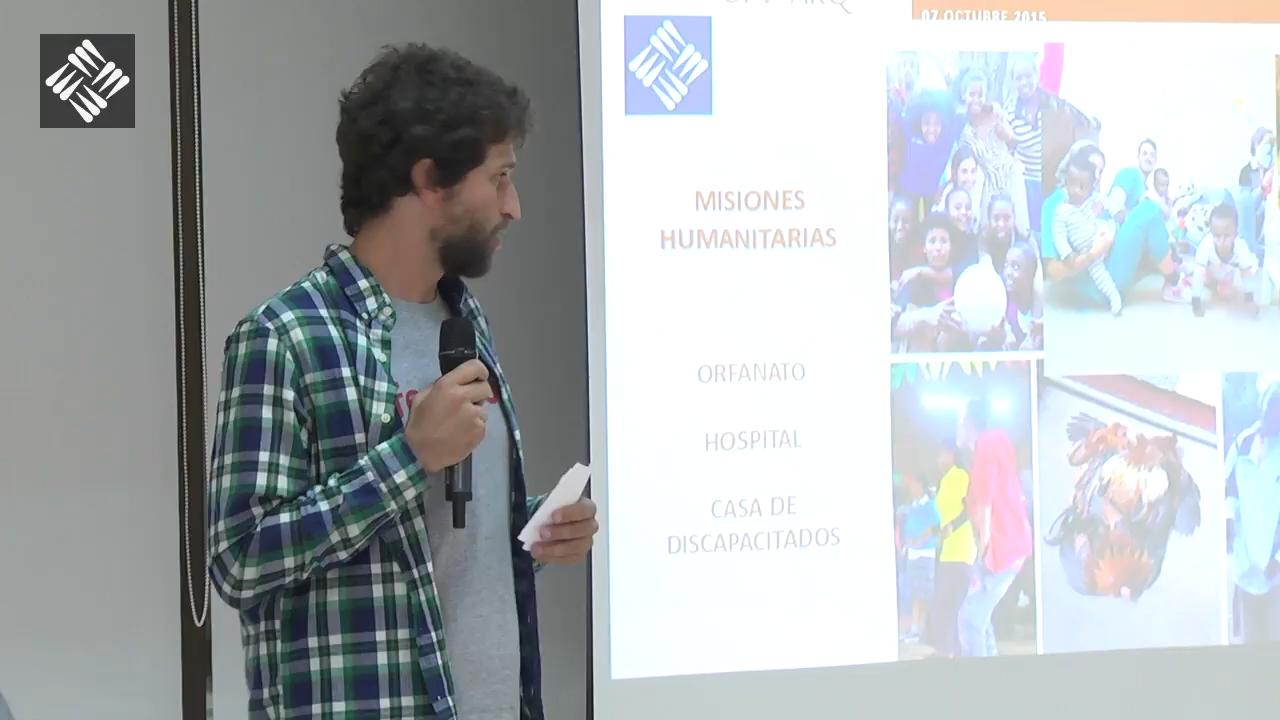 07 OCTUBRE 2015
MISIONES
HUMANITARIAS
ORFANATO
HOSPITAL
CASA DE
DISCAPACITADOS